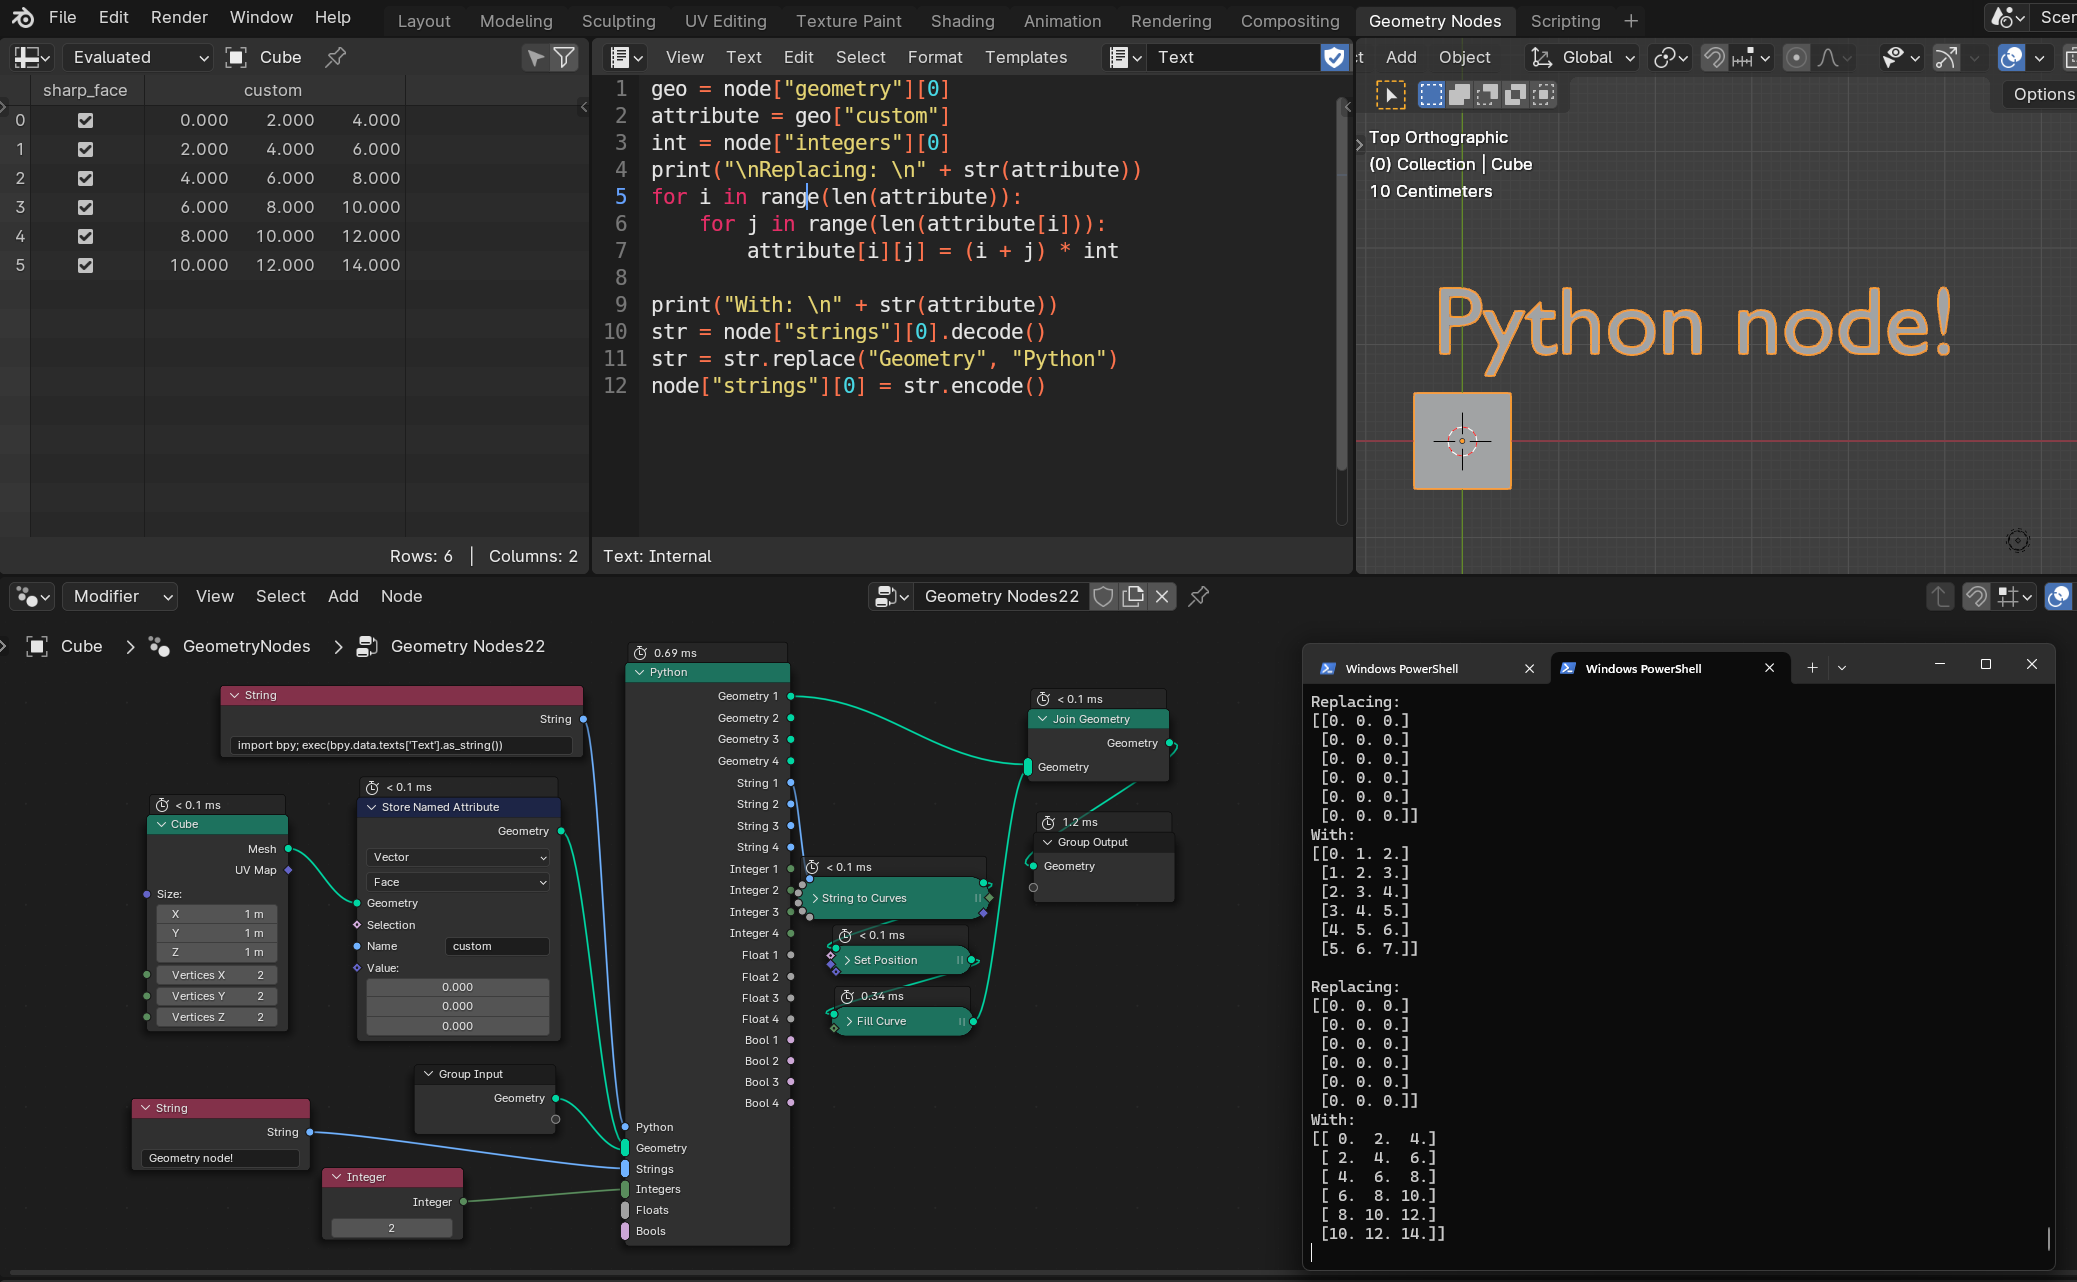 File Edit Render Window Help Layout Modeling Sculpting UV Editing Texture Paint Shading Animation Rendering Compositing Geometry Nodes Scripting + Scer
Evaluated Cube
sharp_face custom
0 0.000 2.000 4.000
1 2.000 4.000 6.000
2 4.000 6.000 8.000
3 6.000 8.000 10.000
4 8.000 10.000 12.000
5 10.000 12.000 14.000
Rows: 6 | Columns: 2
View Text Edit Select Format Templates Text
1 geo = node["geometry"][0]
2 attribute = geo["custom"]
3 int = node["integers"][0]
4 print("\nReplacing: \n" + str(attribute))
5 for i in range(len(attribute)):
6     for j in range(len(attribute[i])):
7         attribute[i][j] = (i + j) * int
8
9 print("With: \n" + str(attribute))
10 str = node["strings"][0].decode()
11 str = str.replace("Geometry", "Python")
12 node["strings"][0] = str.encode()
Text: Internal
t Add Object Global
Options
Top Orthographic
(0) Collection | Cube
10 Centimeters
Python node!
Modifier View Select Add Node Geometry Nodes22
Cube > GeometryNodes > Geometry Nodes22
String
String
import bpy; exec(bpy.data.texts['Text'].as_string())
< 0.1 ms
Cube
Mesh
UV Map
Size:
X 1 m
Y 1 m
Z 1 m
Vertices X 2
Vertices Y 2
Vertices Z 2
< 0.1 ms
Store Named Attribute
Geometry
Vector
Face
Geometry
Selection
Name custom
Value:
0.000
0.000
0.000
Group Input
Geometry
String
String
Geometry node!
Integer
Integer
2
0.69 ms
Python
Geometry 1
Geometry 2
Geometry 3
Geometry 4
String 1
String 2
String 3
String 4
Integer 1
Integer 2
Integer 3
Integer 4
Float 1
Float 2
Float 3
Float 4
Bool 1
Bool 2
Bool 3
Bool 4
Python
Geometry
Strings
Integers
Floats
Bools
< 0.1 ms
String to Curves
< 0.1 ms
Set Position
0.34 ms
Fill Curve
< 0.1 ms
Join Geometry
Geometry
Geometry
1.2 ms
Group Output
Geometry
Windows PowerShell Windows PowerShell
Replacing:
[[0. 0. 0.]
 [0. 0. 0.]
 [0. 0. 0.]
 [0. 0. 0.]
 [0. 0. 0.]
 [0. 0. 0.]]
With:
[[0. 1. 2.]
 [1. 2. 3.]
 [2. 3. 4.]
 [3. 4. 5.]
 [4. 5. 6.]
 [5. 6. 7.]]
Replacing:
[[0. 0. 0.]
 [0. 0. 0.]
 [0. 0. 0.]
 [0. 0. 0.]
 [0. 0. 0.]
 [0. 0. 0.]]
With:
[[ 0.  2.  4.]
 [ 2.  4.  6.]
 [ 4.  6.  8.]
 [ 6.  8. 10.]
 [ 8. 10. 12.]
 [10. 12. 14.]]